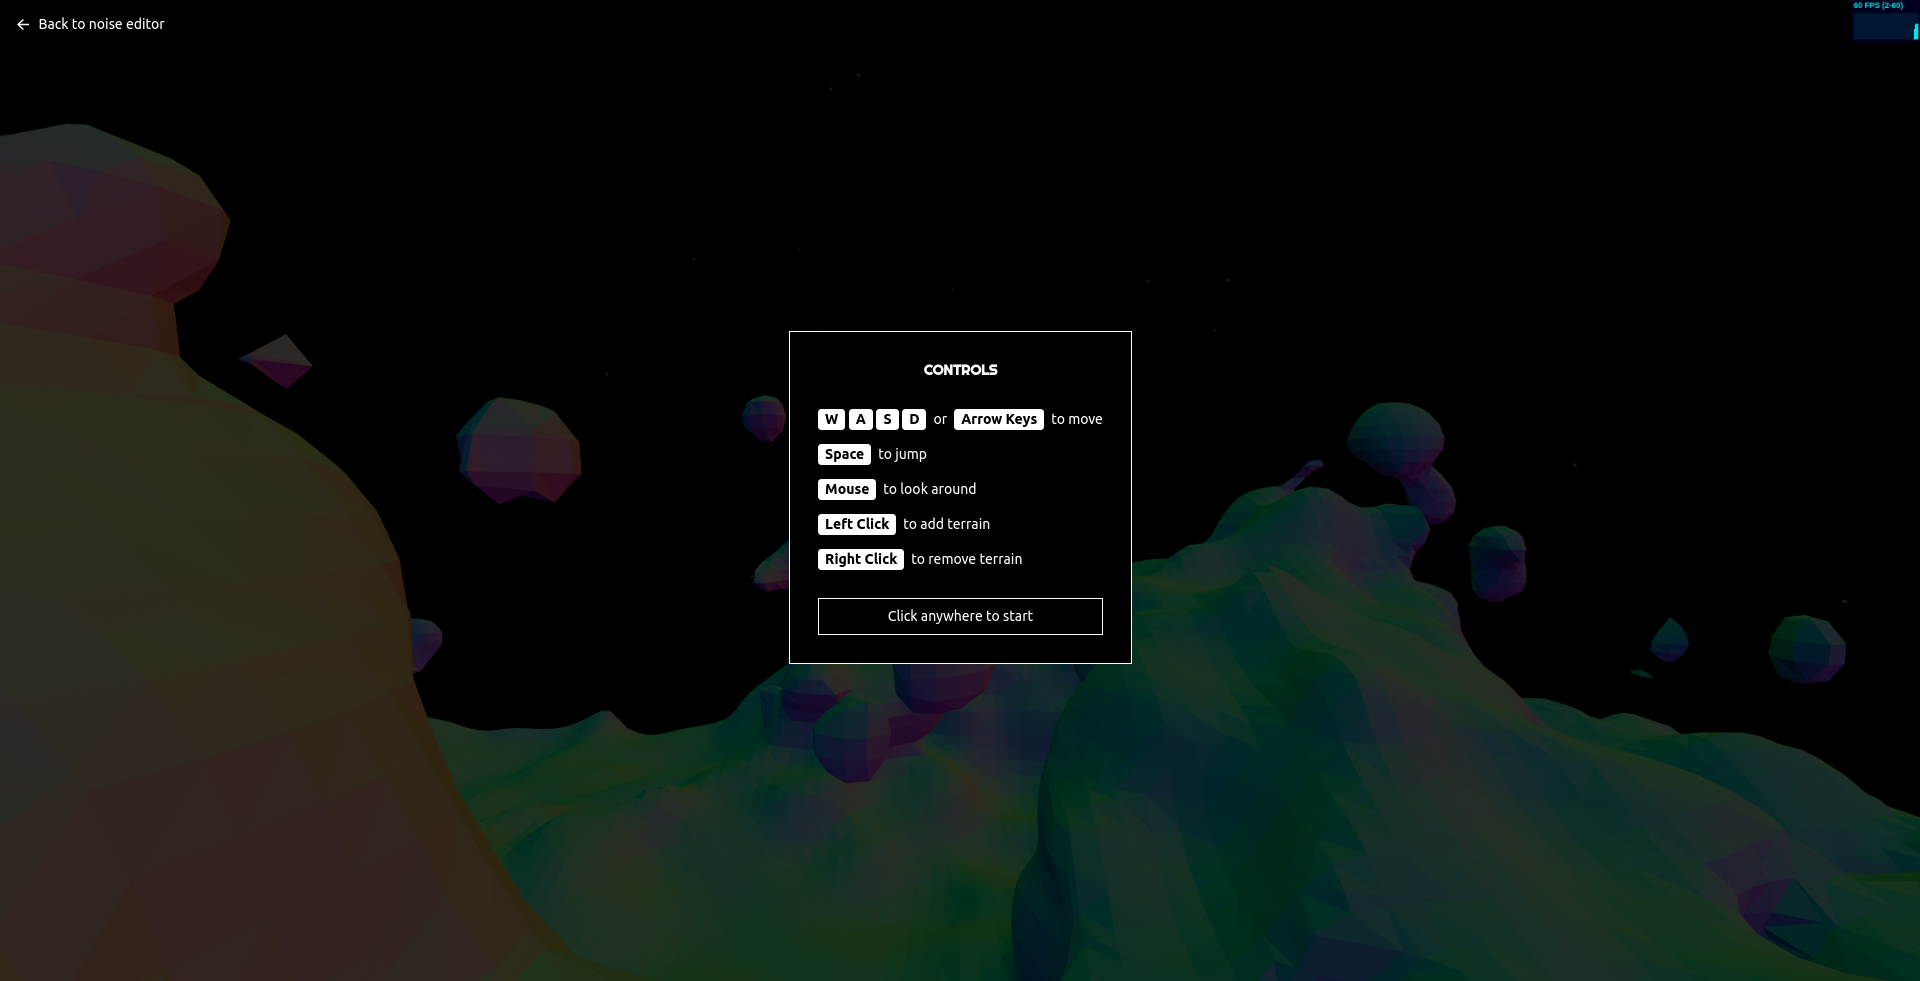 Back to noise editor
60 FPS (2-60)
CONTROLS
W A S D or Arrow Keys to move
Space to jump
Mouse to look around
Left Click to add terrain
Right Click to remove terrain
Click anywhere to start